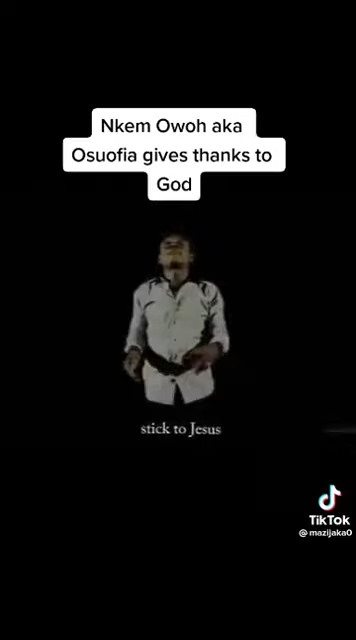 Nkem Owoh aka
Osuofia gives thanks to
God
stick to Jesus
TikTok
@ mazijaka0